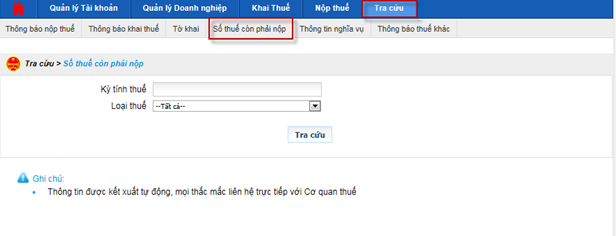 Quản lý Tài khoản Quản lý Doanh nghiệp Khai Thuế Nộp thuế Tra cứu
Thông báo nộp thuế Thông báo khai thuế Tờ khai Số thuế còn phải nộp Thông tin nghĩa vụ Thông báo thuế khác
Tra cứu > Số thuế còn phải nộp
Kỳ tính thuế
Loại thuế --Tất cả--
Tra cứu
Ghi chú:
Thông tin được kết xuất tự động, mọi thắc mắc liên hệ trực tiếp với Cơ quan thuế